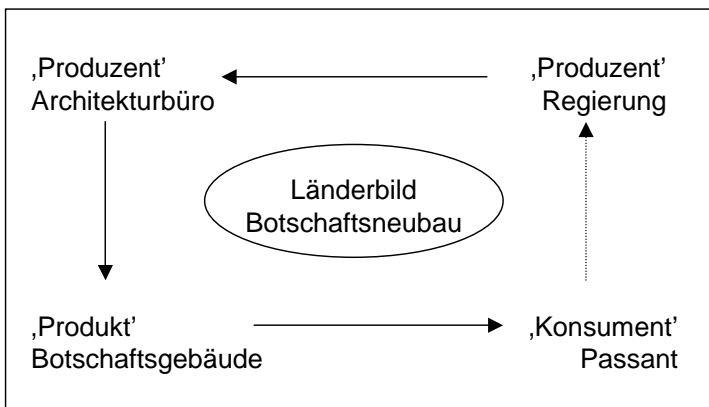 ‚Produzent’
Architekturbüro
‚Produzent’
Regierung
Länderbild
Botschaftsneubau
‚Produkt’
Botschaftsgebäude
‚Konsument’
Passant